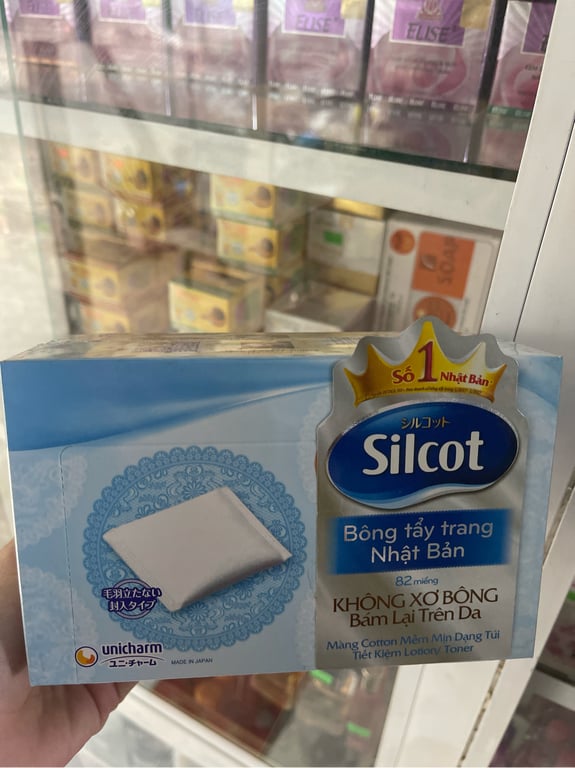 ELISE
ELISE
ELISE
SOAP
Số 1 Nhật Bản
シルコット
Silcot
Bông tẩy trang
Nhật Bản
82 miếng
KHÔNG XƠ BÔNG
Bám Lại Trên Da
Màng Cotton Mềm Mịn Dạng Túi
Tiết Kiệm Lotion/ Toner
毛羽立たない
封入タイプ
unicharm
ユニ・チャーム
MADE IN JAPAN